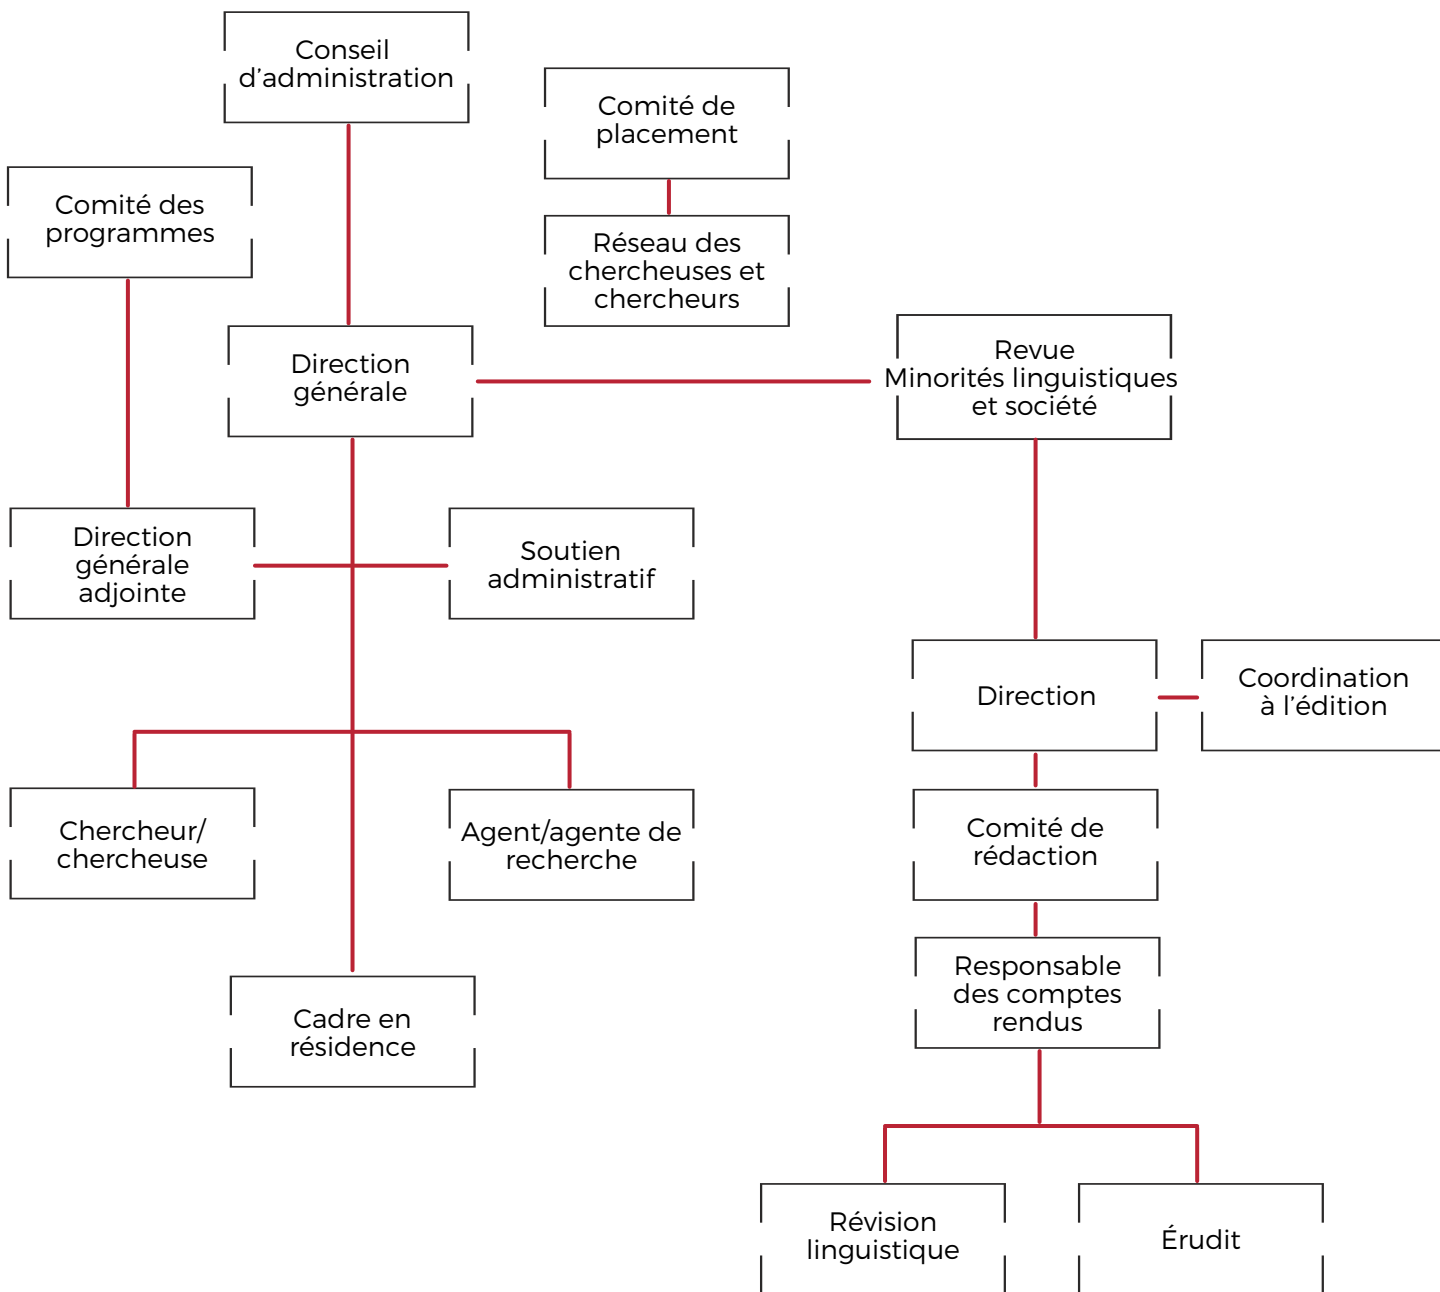 Conseil
d’administration
Comité de
placement
Comité des
programmes
Réseau des
chercheuses et
chercheurs
Direction
générale
Revue
Minorités linguistiques
et société
Direction
générale
adjointe
Soutien
administratif
Direction
Coordination
à l’édition
Chercheur/
chercheuse
Agent/agente de
recherche
Comité de
rédaction
Responsable
des comptes
rendus
Cadre en
résidence
Révision
linguistique
Érudit